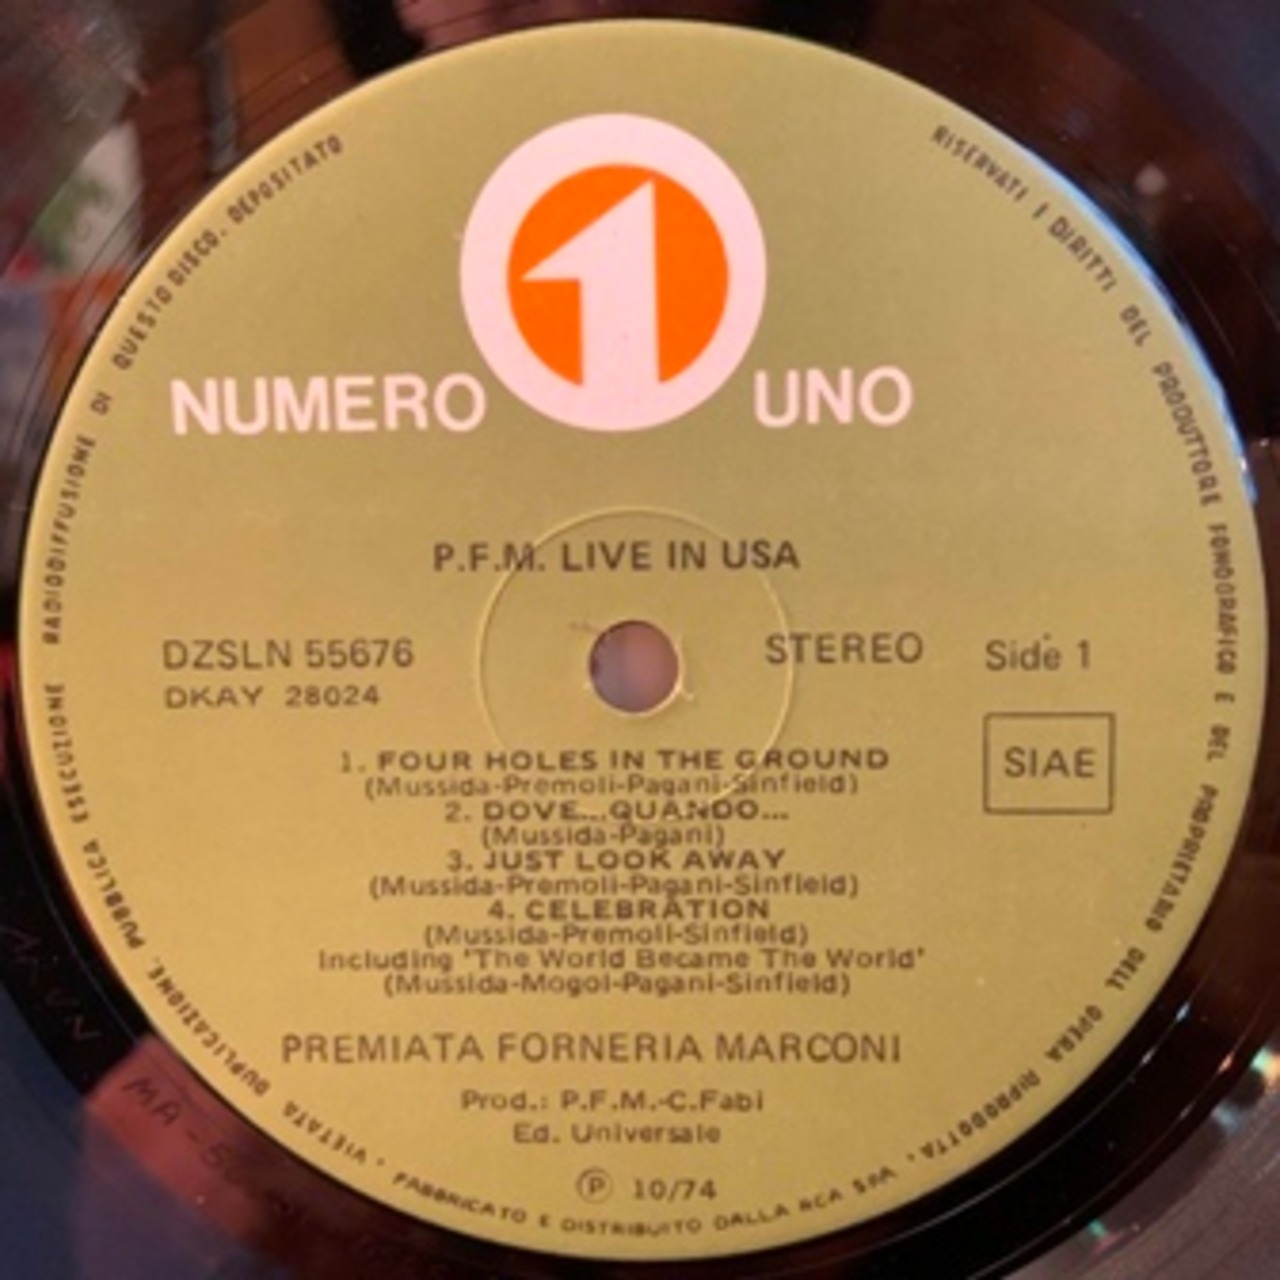 RISERVATI I DIRITTI DEL PRODUTTORE FONOGRAFICO E DEL PROPRIETARIO DELL'OPERA RIPRODOTTA. FABBRICATO E DISTRIBUITO DALLA RCA SPA • VIETATA DUPLICAZIONE, PUBBLICA ESECUZIONE RADIODIFFUSIONE DI QUESTO DISCO. DEPOSITATO
1
NUMERO UNO
P.F.M. LIVE IN USA
DZSLN 55676 STEREO Side 1
DKAY 28024
SIAE
1. FOUR HOLES IN THE GROUND
(Mussida-Premoli-Pagani-Sinfield)
2. DOVE...QUANDO...
(Mussida-Pagani)
3. JUST LOOK AWAY
(Mussida-Premoli-Pagani-Sinfield)
4. CELEBRATION
(Mussida-Premoli-Sinfield)
Including 'The World Became The World'
(Mussida-Mogol-Pagani-Sinfield)
PREMIATA FORNERIA MARCONI
Prod.: P.F.M.-C.Fabi
Ed. Universale
Ⓟ 10/74